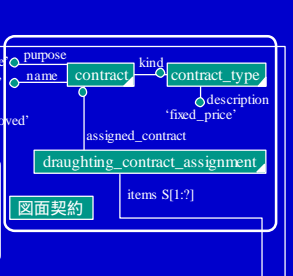 e’ purpose
’ name
contract
kind
contract_type
description
‘fixed_price’
oved’
assigned_contract
draughting_contract_assignment
items S[1:?]
図面契約